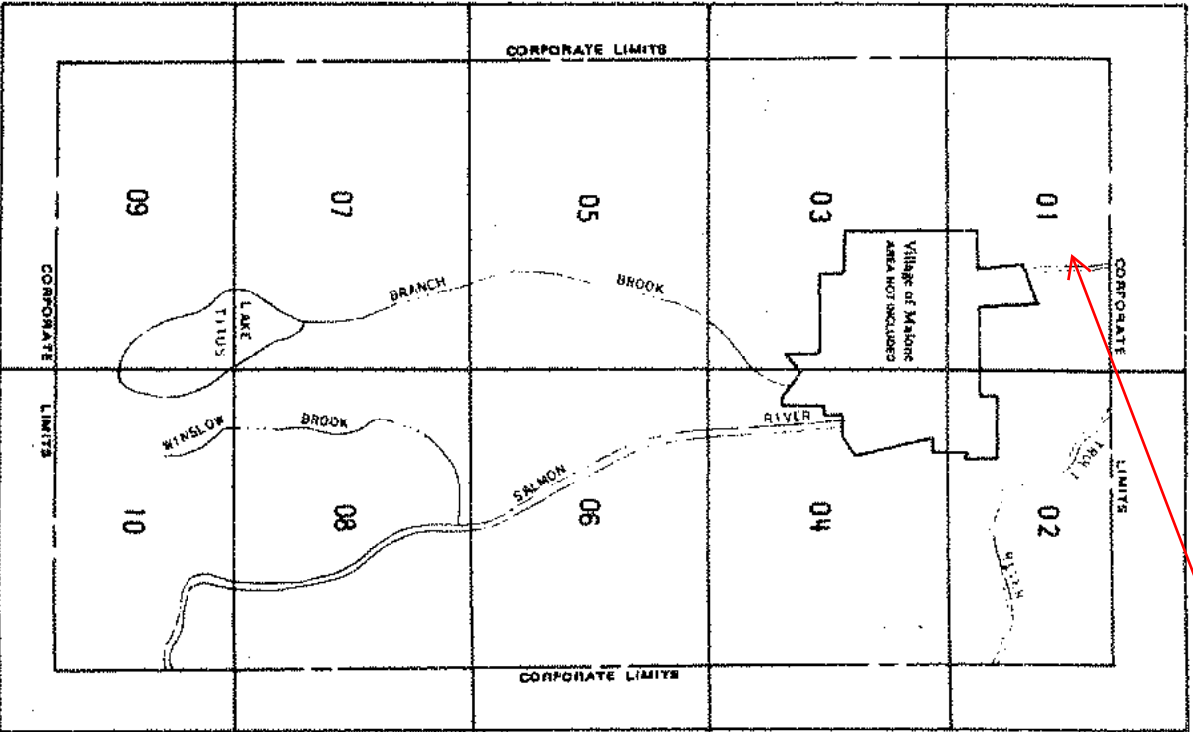 CORPORATE LIMITS
01
02
CORPORATE
LIMITS
TROUT
RIVER
03
04
Village of Malone
AREA NOT INCLUDED
RIVER
SALMON
05
06
BROOK
BRANCH
07
08
LAKE
TITUS
BROOK
WINSLOW
09
10
CORPORATE LIMITS
CORPORATE LIMITS